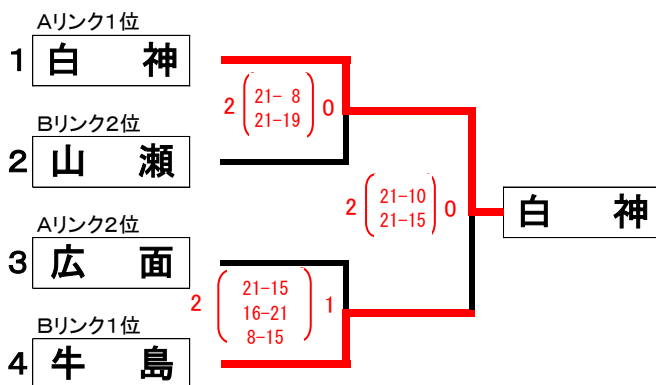 Aリンク1位
1 白 神
2 (21- 8 21-19) 0
Bリンク2位
2 山 瀬
2 (21-10 21-15) 0
白 神
Aリンク2位
3 広 面
2 (21-15 16-21 8-15) 1
Bリンク1位
4 牛 島